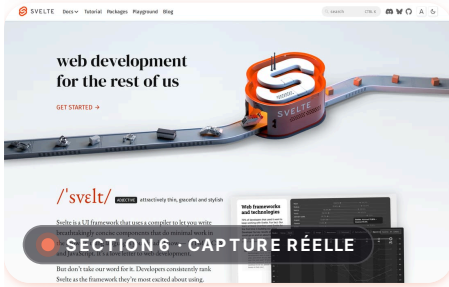 SVELTE Docs Tutorial Packages Playground Blog search CTRL K A
web development
for the rest of us
GET STARTED →
SVELTE
/ˈsvɛlt/ ADJECTIVE attractively thin, graceful and stylish
Svelte is a UI framework that uses a compiler to let you write
breathtakingly concise components that do minimal work in
and JavaScript. It's a love letter to web development.
SECTION 6 · CAPTURE RÉELLE
But don't take our word for it. Developers consistently rank
Svelte as the framework they're most excited about using.
Web frameworks
and technologies